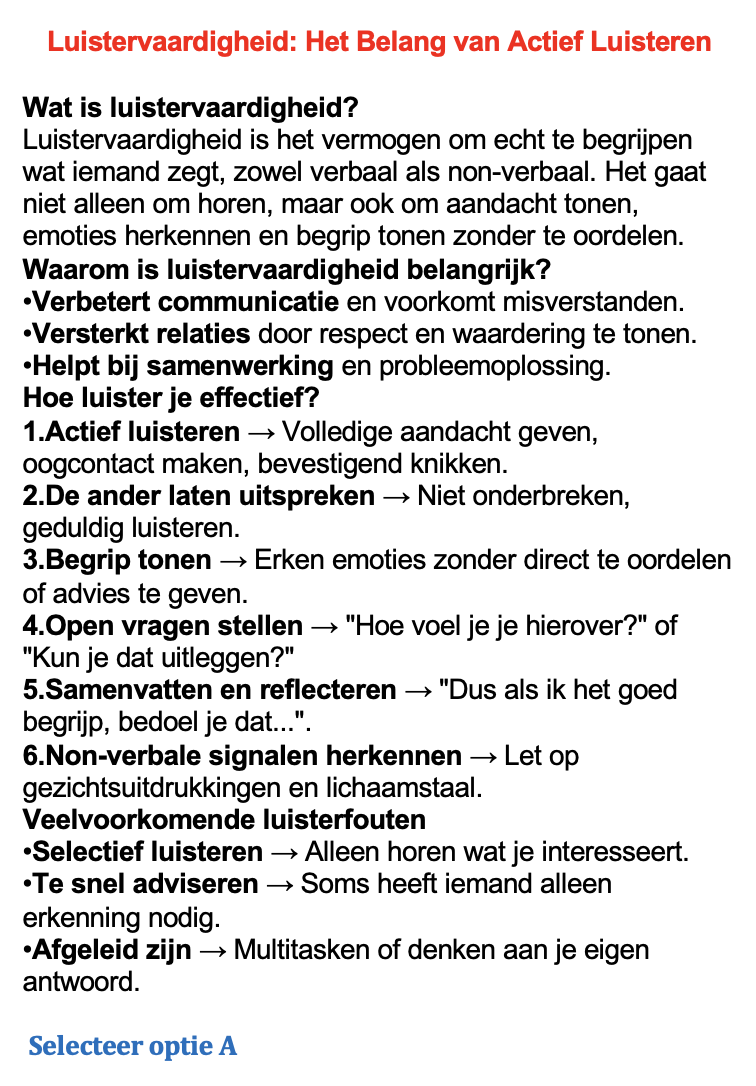 Luistervaardigheid: Het Belang van Actief Luisteren
Wat is luistervaardigheid?
Luistervaardigheid is het vermogen om echt te begrijpen
wat iemand zegt, zowel verbaal als non-verbaal. Het gaat
niet alleen om horen, maar ook om aandacht tonen,
emoties herkennen en begrip tonen zonder te oordelen.
Waarom is luistervaardigheid belangrijk?
•Verbetert communicatie en voorkomt misverstanden.
•Versterkt relaties door respect en waardering te tonen.
•Helpt bij samenwerking en probleemoplossing.
Hoe luister je effectief?
1.Actief luisteren → Volledige aandacht geven,
oogcontact maken, bevestigend knikken.
2.De ander laten uitspreken → Niet onderbreken,
geduldig luisteren.
3.Begrip tonen → Erken emoties zonder direct te oordelen
of advies te geven.
4.Open vragen stellen → "Hoe voel je je hierover?" of
"Kun je dat uitleggen?"
5.Samenvatten en reflecteren → "Dus als ik het goed
begrijp, bedoel je dat...".
6.Non-verbale signalen herkennen → Let op
gezichtsuitdrukkingen en lichaamstaal.
Veelvoorkomende luisterfouten
•Selectief luisteren → Alleen horen wat je interesseert.
•Te snel adviseren → Soms heeft iemand alleen
erkenning nodig.
•Afgeleid zijn → Multitasken of denken aan je eigen
antwoord.
Selecteer optie A